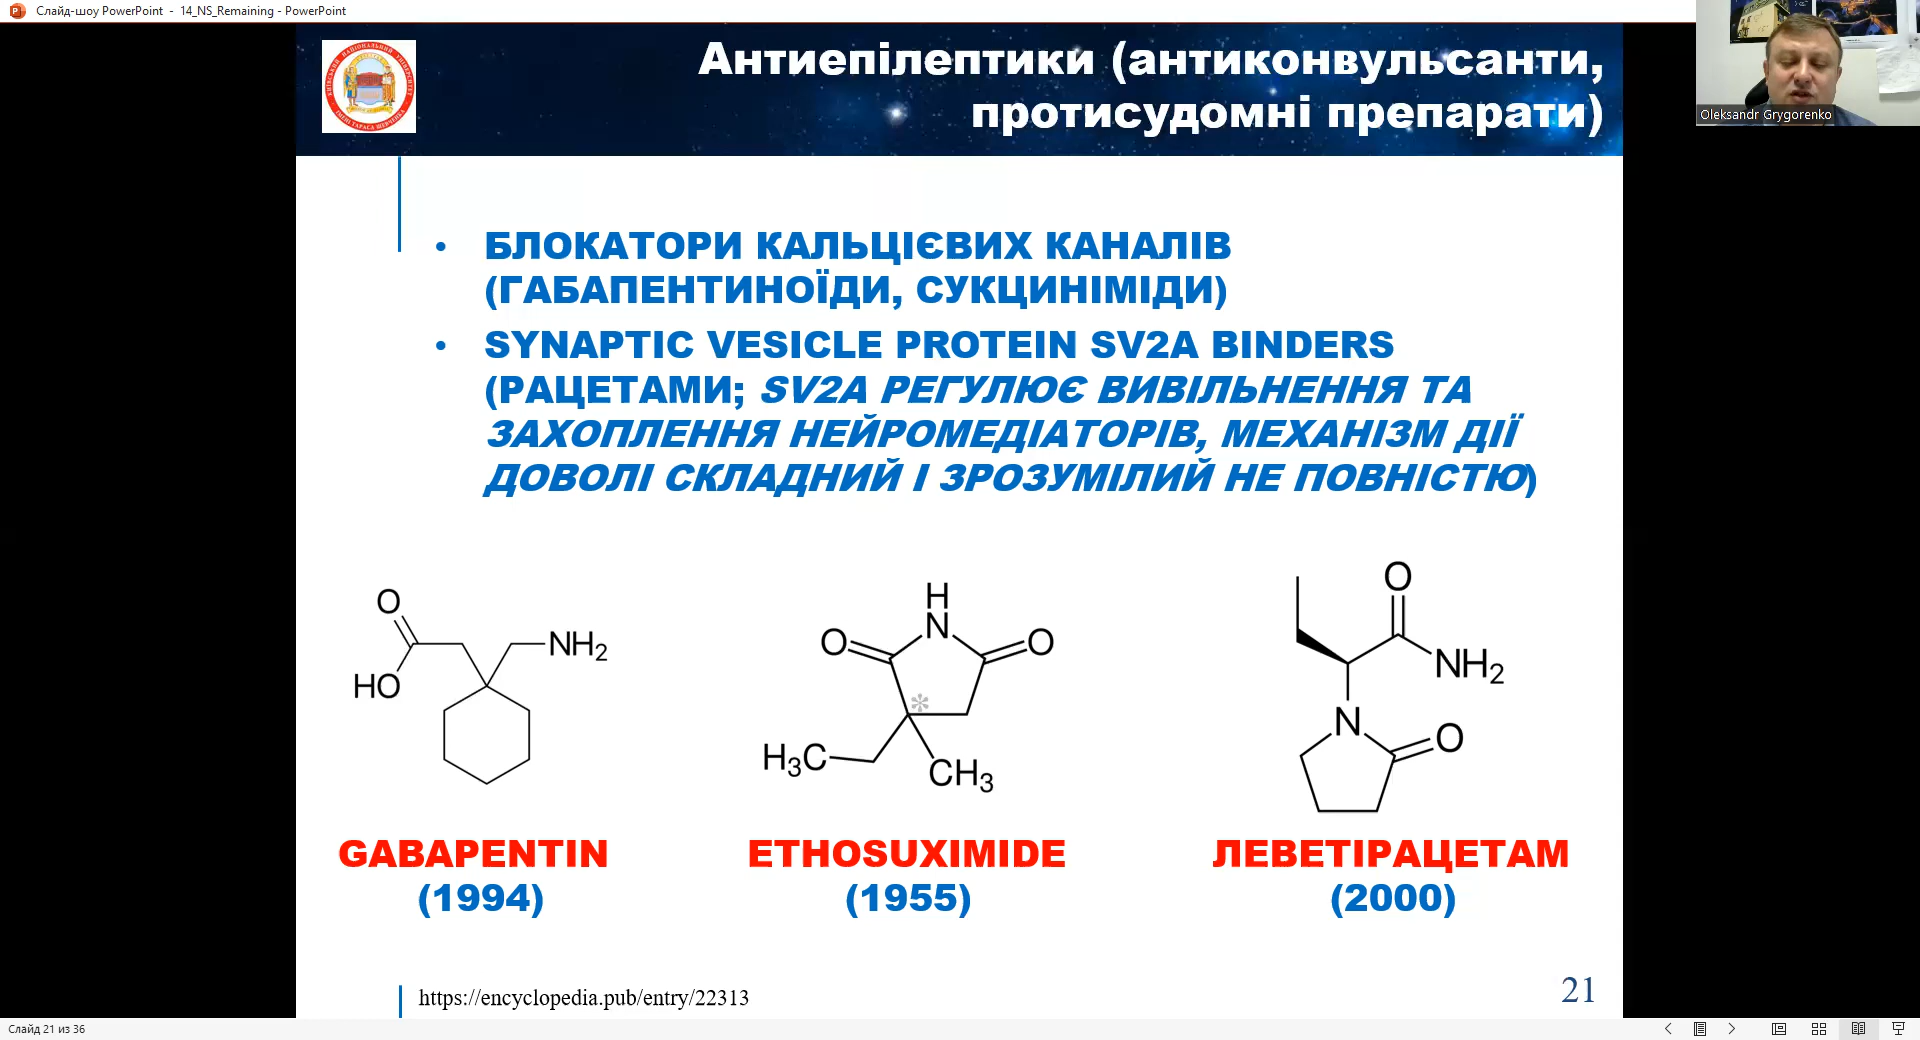 Слайд-шоу PowerPoint - 14_NS_Remaining - PowerPoint
Oleksandr Grygorenko
Антиепілептики (антиконвульсанти,
протисудомні препарати)
• БЛОКАТОРИ КАЛЬЦІЄВИХ КАНАЛІВ
(ГАБАПЕНТИНОЇДИ, СУКЦИНІМІДИ)
• SYNAPTIC VESICLE PROTEIN SV2A BINDERS
(РАЦЕТАМИ; SV2A РЕГУЛЮЄ ВИВІЛЬНЕННЯ ТА
ЗАХОПЛЕННЯ НЕЙРОМЕДІАТОРІВ, МЕХАНІЗМ ДІЇ
ДОВОЛІ СКЛАДНИЙ І ЗРОЗУМІЛИЙ НЕ ПОВНІСТЮ)
O
NH2
HO
H
N
O
O
*
H3C
CH3
O
NH2
N
O
GABAPENTIN
(1994)
ETHOSUXIMIDE
(1955)
ЛЕВЕТІРАЦЕТАМ
(2000)
https://encyclopedia.pub/entry/22313
21
Слайд 21 из 36